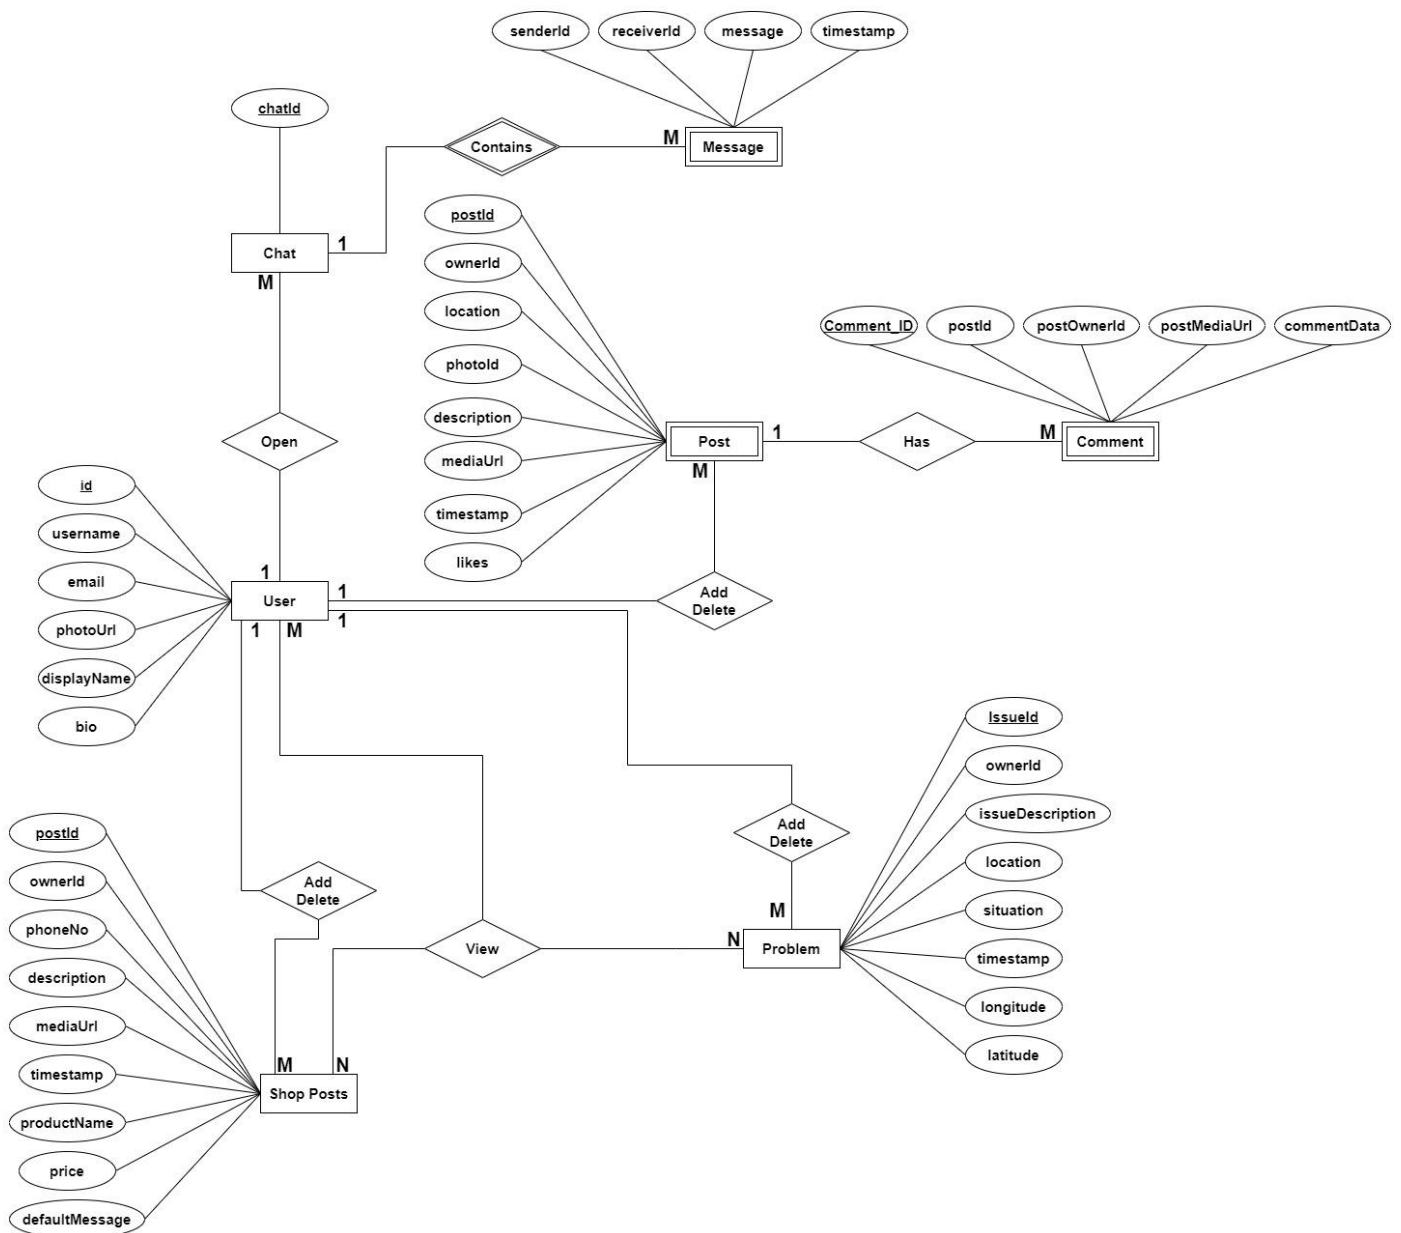 senderId
receiverId
message
timestamp
chatId
Contains
M
Message
postId
Chat
1
M
ownerId
location
Comment_ID
postId
postOwnerId
postMediaUrl
commentData
photoId
description
Post
1
Has
M
Comment
Open
mediaUrl
M
id
timestamp
username
likes
1
email
User
1
Add
Delete
1
photoUrl
1
M
displayName
bio
IssueId
ownerId
issueDescription
postId
Add
Delete
location
ownerId
Add
Delete
situation
M
phoneNo
View
N
Problem
timestamp
description
longitude
mediaUrl
latitude
M
N
timestamp
Shop Posts
productName
price
defaultMessage